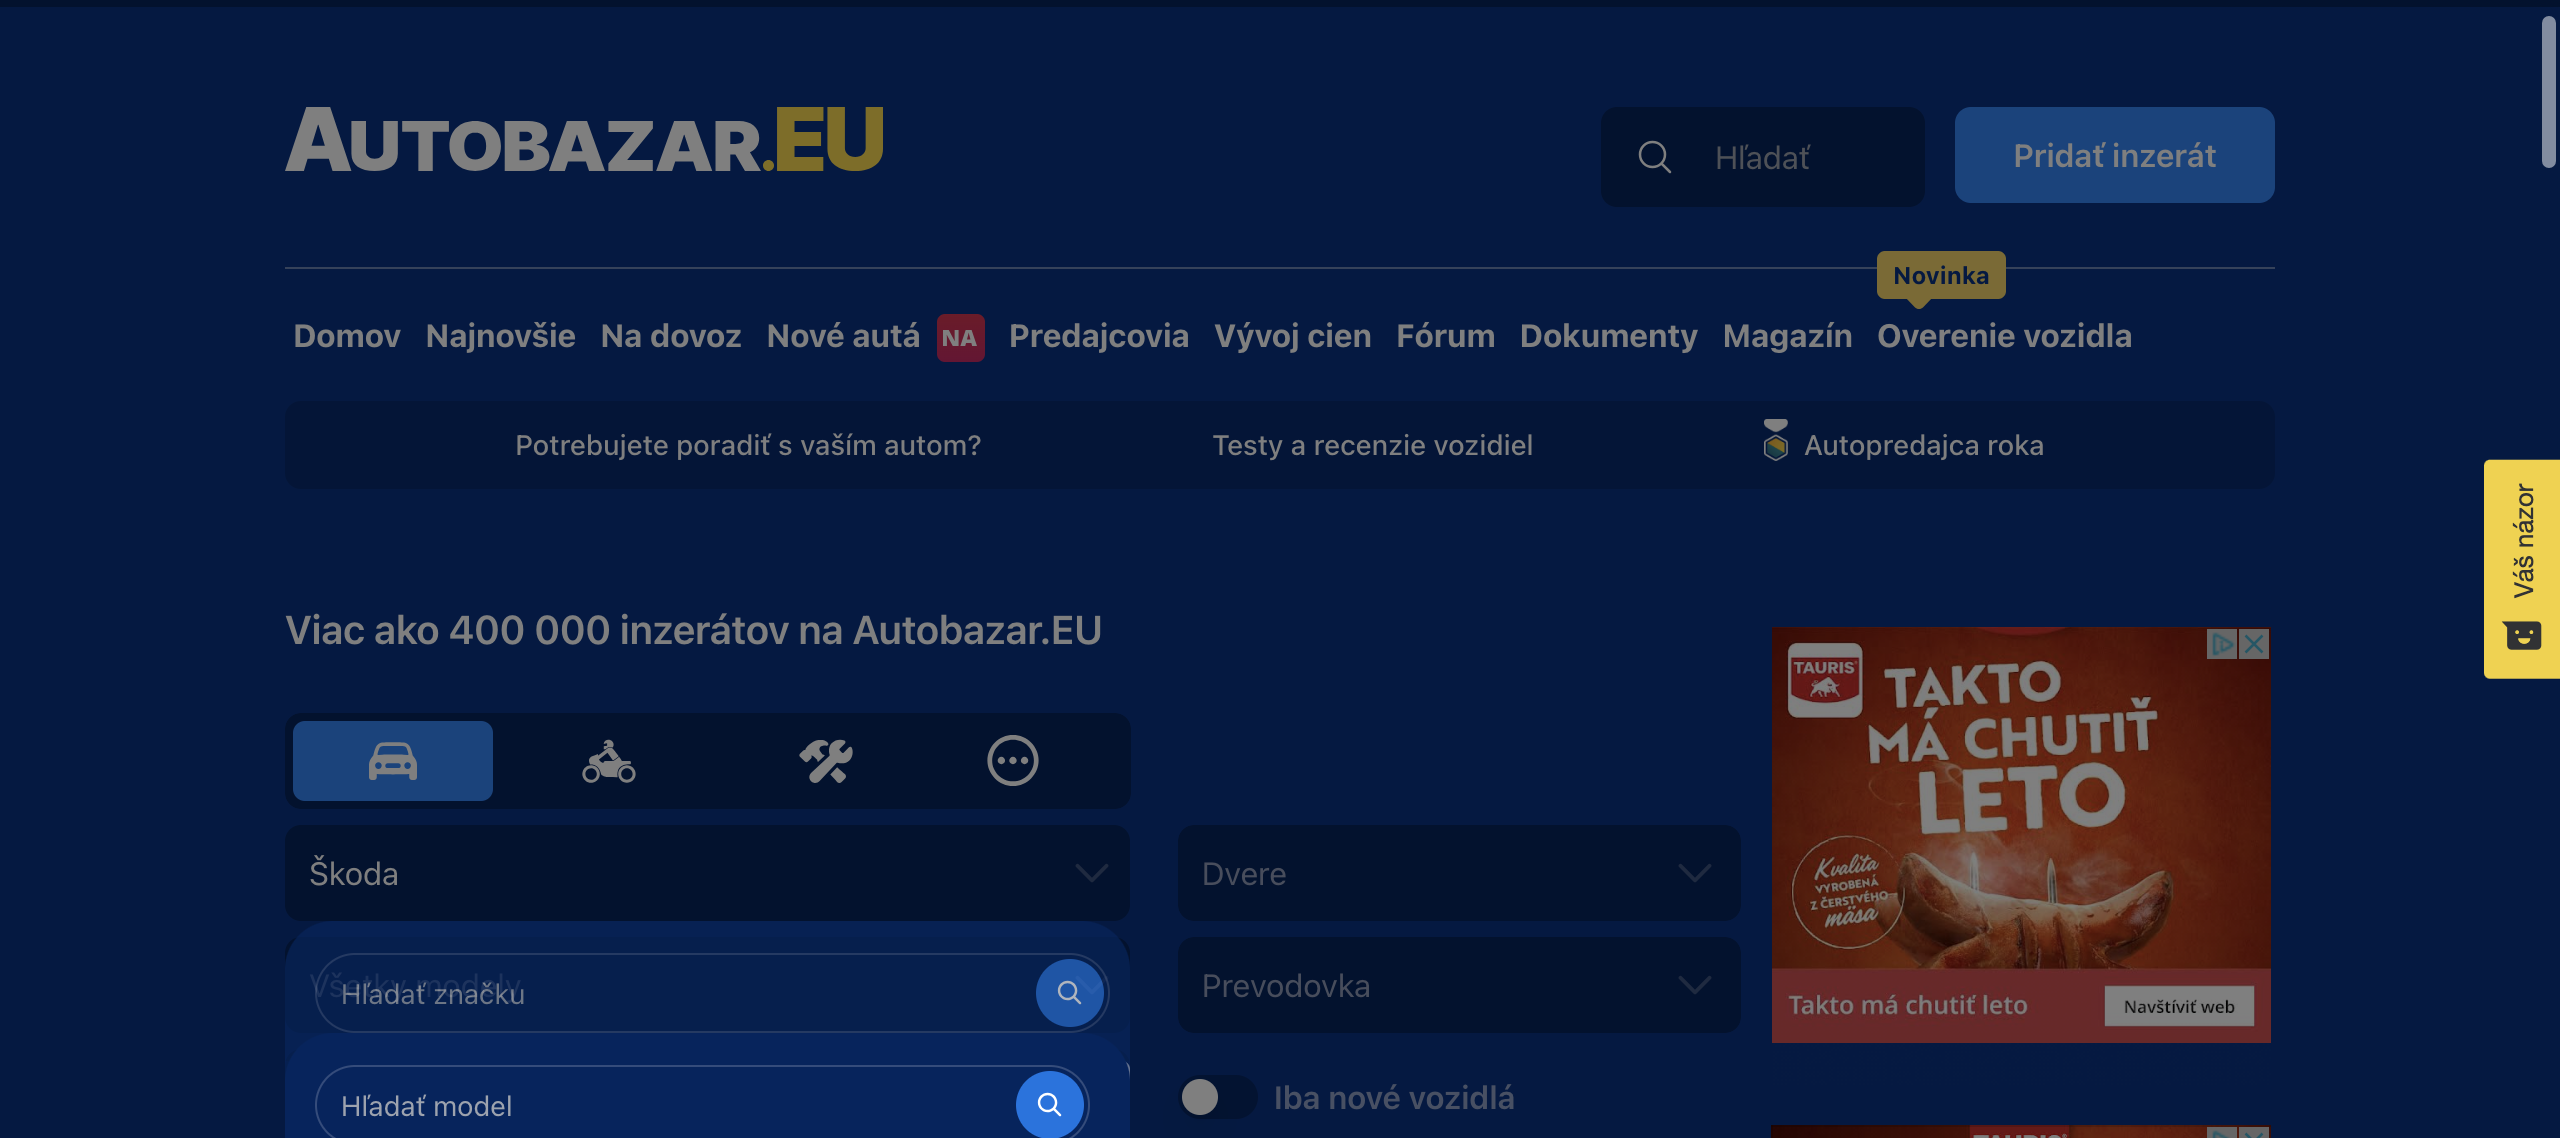 AUTOBAZAR.EU
Hľadať
Pridať inzerát
Novinka
Domov Najnovšie Na dovoz Nové autá NA Predajcovia Vývoj cien Fórum Dokumenty Magazín Overenie vozidla
Potrebujete poradiť s vaším autom? Testy a recenzie vozidiel Autopredajca roka
Váš názor
Viac ako 400 000 inzerátov na Autobazar.EU
Škoda
Všetky modely
Hľadať značku
Hľadať model
Dvere
Prevodovka
Iba nové vozidlá
TAURIS
TAKTO
MÁ CHUTIŤ
LETO
Kvalita
VYROBENÁ
Z ČERSTVÉHO
mäsa
Takto má chutiť leto
Navštíviť web
TAURIS